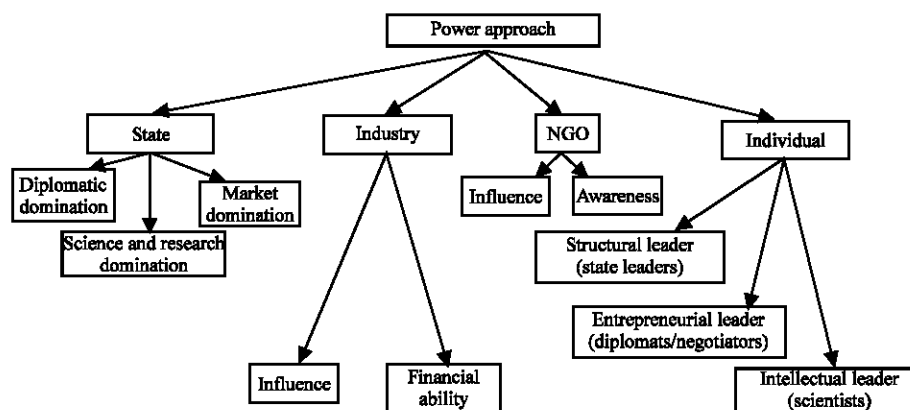 Power approach
State
Industry
NGO
Individual
Diplomatic
domination
Market
domination
Science and research
domination
Influence
Awareness
Structural leader
(state leaders)
Entrepreneurial leader
(diplomats/negotiators)
Influence
Financial
ability
Intellectual leader
(scientists)